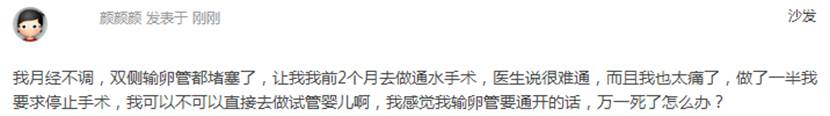 颜颜颜 发表于 刚刚 沙发
我月经不调，双侧输卵管都堵塞了，让我我前2个月去做通水手术，医生说很难通，而且我也太痛了，做了一半我
要求停止手术，我可以不可以直接去做试管婴儿啊，我感觉我输卵管要通开的话，万一死了怎么办？